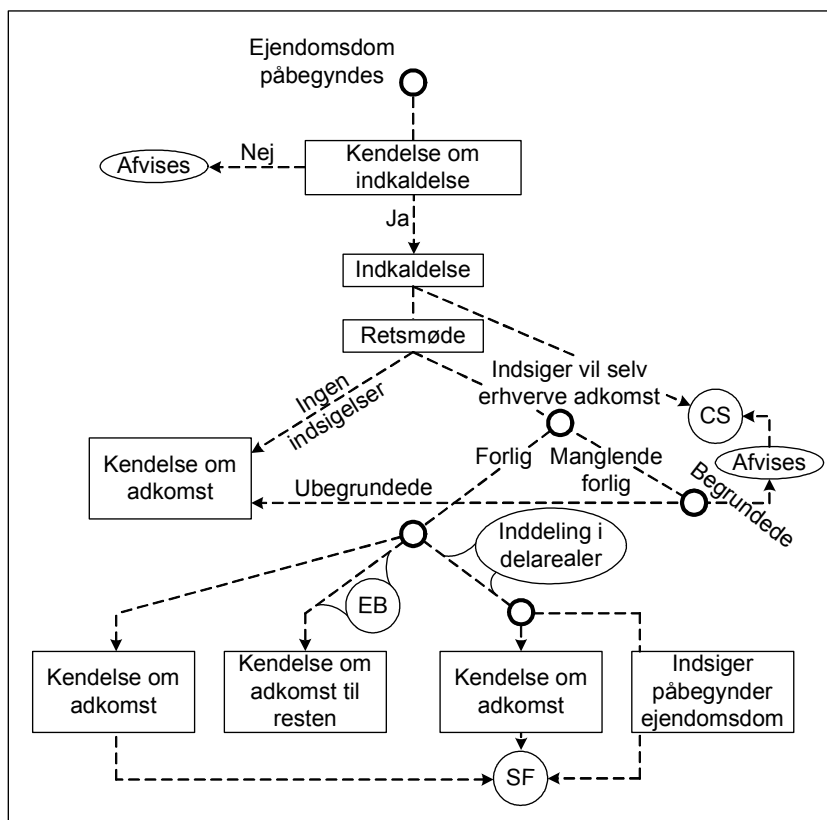 Ejendomsdom
påbegyndes
Nej
Afvises
Kendelse om
indkaldelse
Ja
Indkaldelse
Retsmøde
Ingen
indsigelser
Indsiger vil selv
erhverve adkomst
CS
Kendelse om
adkomst
Forlig
Manglende
forlig
Afvises
Ubegrundede
Begrundede
Inddeling i
delarealer
EB
Kendelse om
adkomst
Kendelse om
adkomst til
resten
Kendelse om
adkomst
Indsiger
påbegynder
ejendomsdom
SF